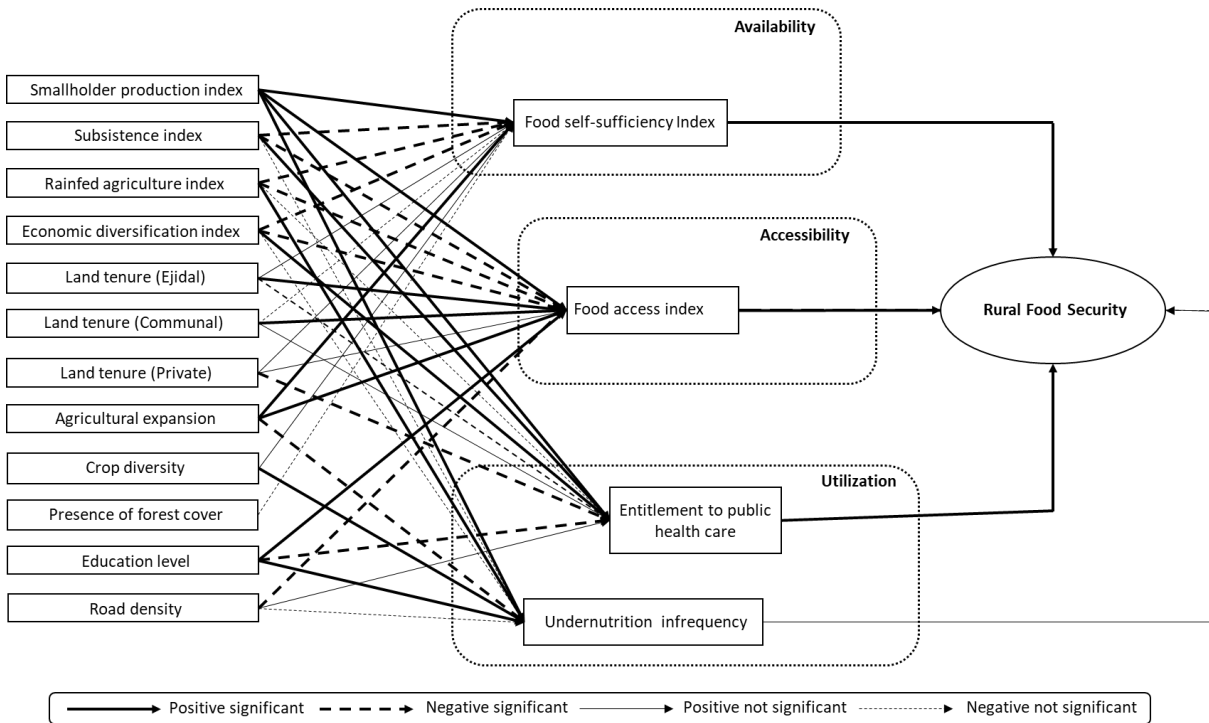 Availability
Smallholder production index
Subsistence index
Rainfed agriculture index
Economic diversification index
Land tenure (Ejidal)
Land tenure (Communal)
Land tenure (Private)
Agricultural expansion
Crop diversity
Presence of forest cover
Education level
Road density
Food self-sufficiency Index
Accessibility
Food access index
Rural Food Security
Utilization
Entitlement to public
health care
Undernutrition infrequency
Positive significant
Negative significant
Positive not significant
Negative not significant